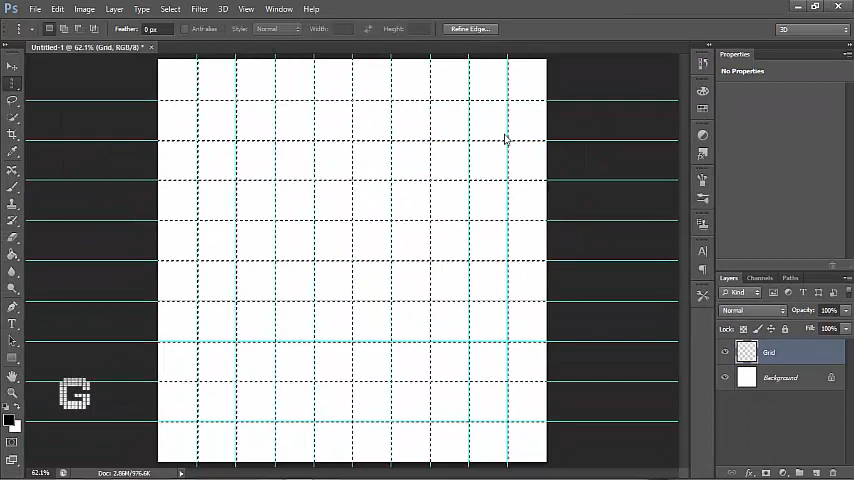 Ps File Edit Image Layer Type Select Filter 3D View Window Help
Feather: 0 px Anti-alias Style: Normal Width: Height: Refine Edge... 3D
Untitled-1 @ 62.1% (Grid, RGB/8) * ×
Properties
No Properties
Layers Channels Paths
Kind
Normal Opacity: 100%
Lock: Fill: 100%
Grid
Background
G
62.1% Doc: 2.86M/976.6K